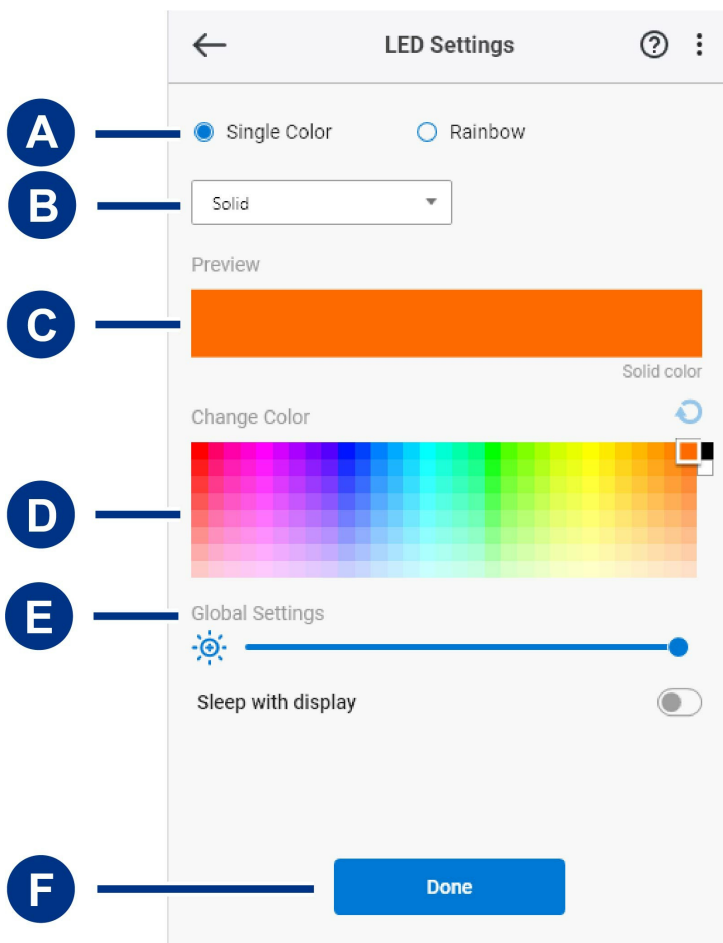 LED Settings
A
Single Color
Rainbow
B
Solid
Preview
C
Solid color
Change Color
D
E
Global Settings
Sleep with display
F
Done